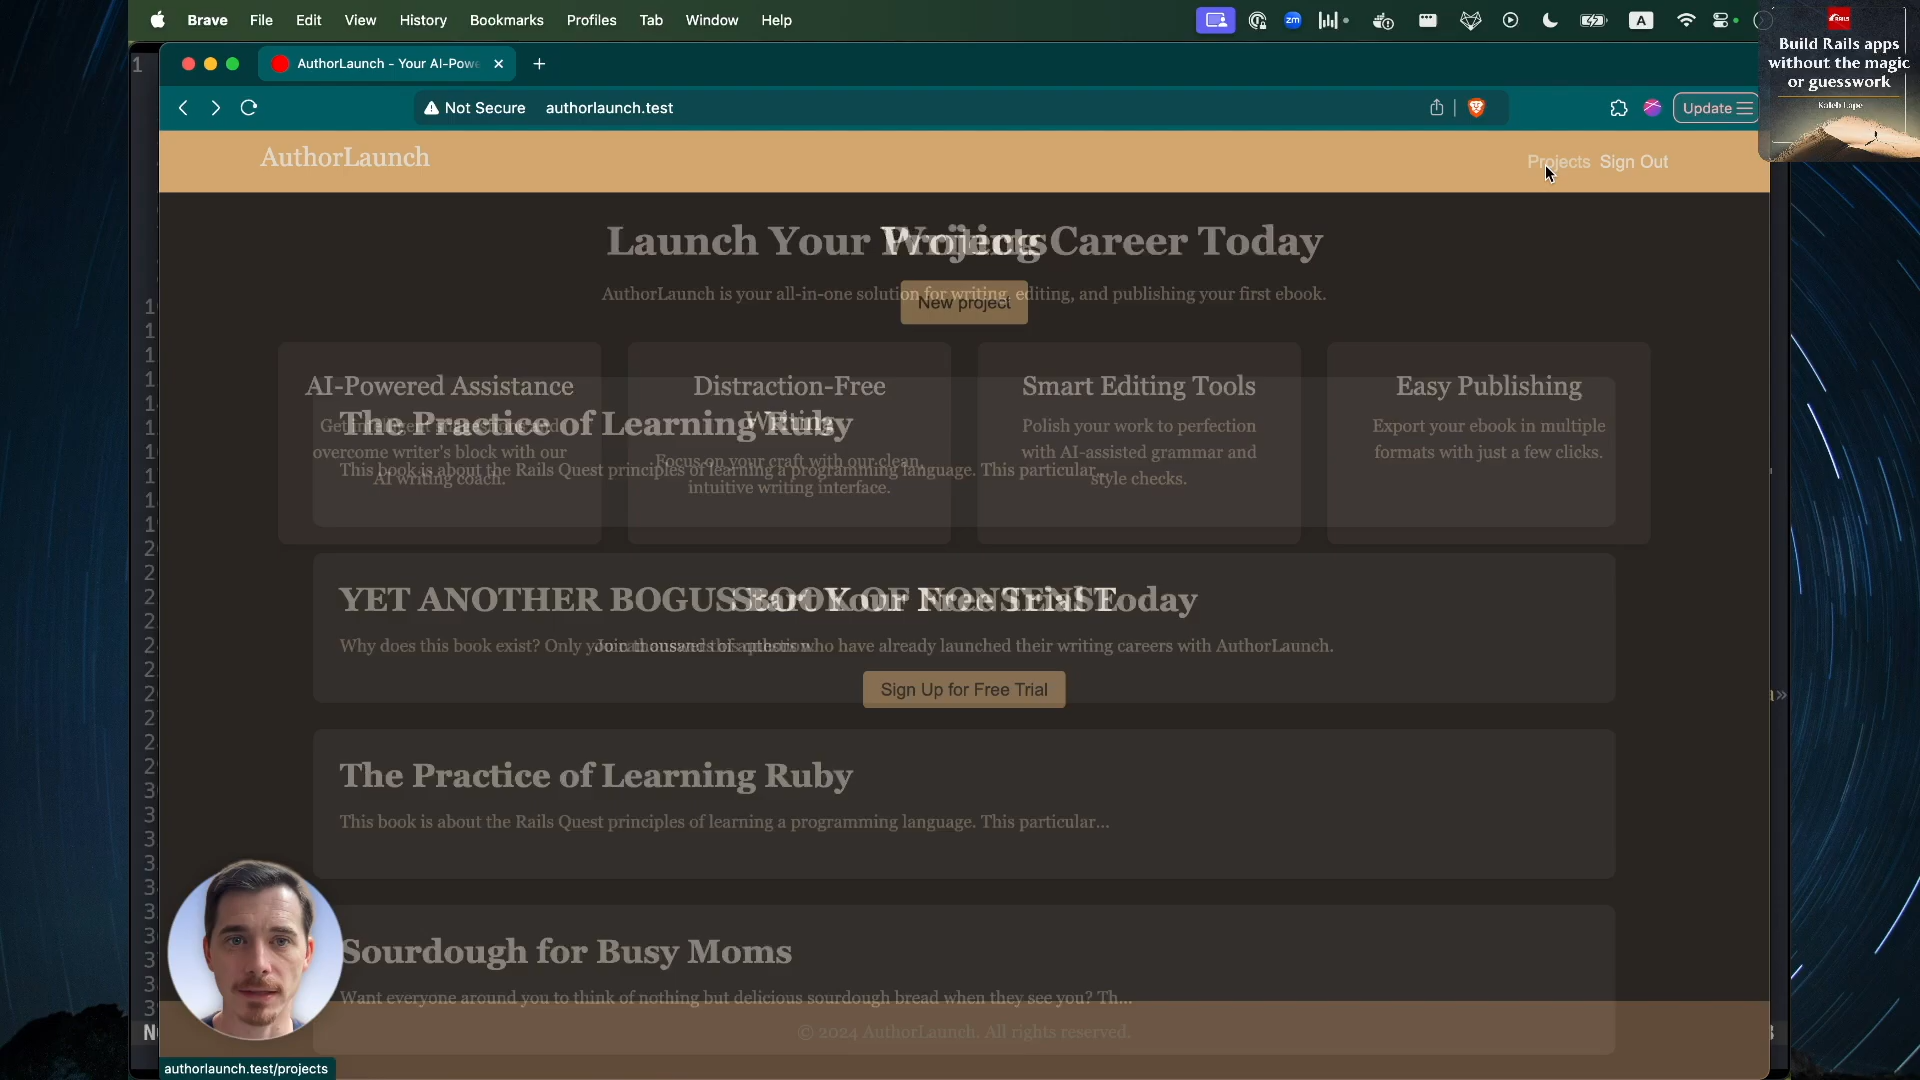 Brave File Edit View History Bookmarks Profiles Tab Window Help
zm
A
RAILS
Build Rails apps
without the magic
or guesswork
Kaleb Lape
AuthorLaunch - Your AI-Powe
Not Secure authorlaunch.test
Update
AuthorLaunch
Projects Sign Out
Launch Your Writing Career Today
Projects
AuthorLaunch is your all-in-one solution for writing, editing, and publishing your first ebook.
New project
AI-Powered Assistance
Get intelligent suggestions and
overcome writer's block with our
AI writing coach.
Distraction-Free
Writing
Focus on your craft with our clean,
intuitive writing interface.
Smart Editing Tools
Polish your work to perfection
with AI-assisted grammar and
style checks.
Easy Publishing
Export your ebook in multiple
formats with just a few clicks.
The Practice of Learning Ruby
This book is about the Rails Quest principles of learning a programming language. This particular...
YET ANOTHER BOGUS BOOK OF NONSENSE
Why does this book exist? Only you can answer this question
Start Your Free Trial Today
Join thousands of authors who have already launched their writing careers with AuthorLaunch.
Sign Up for Free Trial
The Practice of Learning Ruby
This book is about the Rails Quest principles of learning a programming language. This particular...
Sourdough for Busy Moms
Want everyone around you to think of nothing but delicious sourdough bread when they see you? Th...
© 2024 AuthorLaunch. All rights reserved.
authorlaunch.test/projects